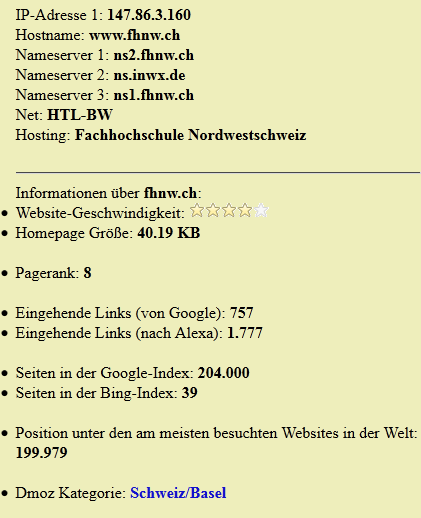 IP-Adresse 1: 147.86.3.160
Hostname: www.fhnw.ch
Nameserver 1: ns2.fhnw.ch
Nameserver 2: ns.inwx.de
Nameserver 3: ns1.fhnw.ch
Net: HTL-BW
Hosting: Fachhochschule Nordwestschweiz
Informationen über fhnw.ch:
Website-Geschwindigkeit:
Homepage Größe: 40.19 KB
Pagerank: 8
Eingehende Links (von Google): 757
Eingehende Links (nach Alexa): 1.777
Seiten in der Google-Index: 204.000
Seiten in der Bing-Index: 39
Position unter den am meisten besuchten Websites in der Welt:
199.979
Dmoz Kategorie: Schweiz/Basel